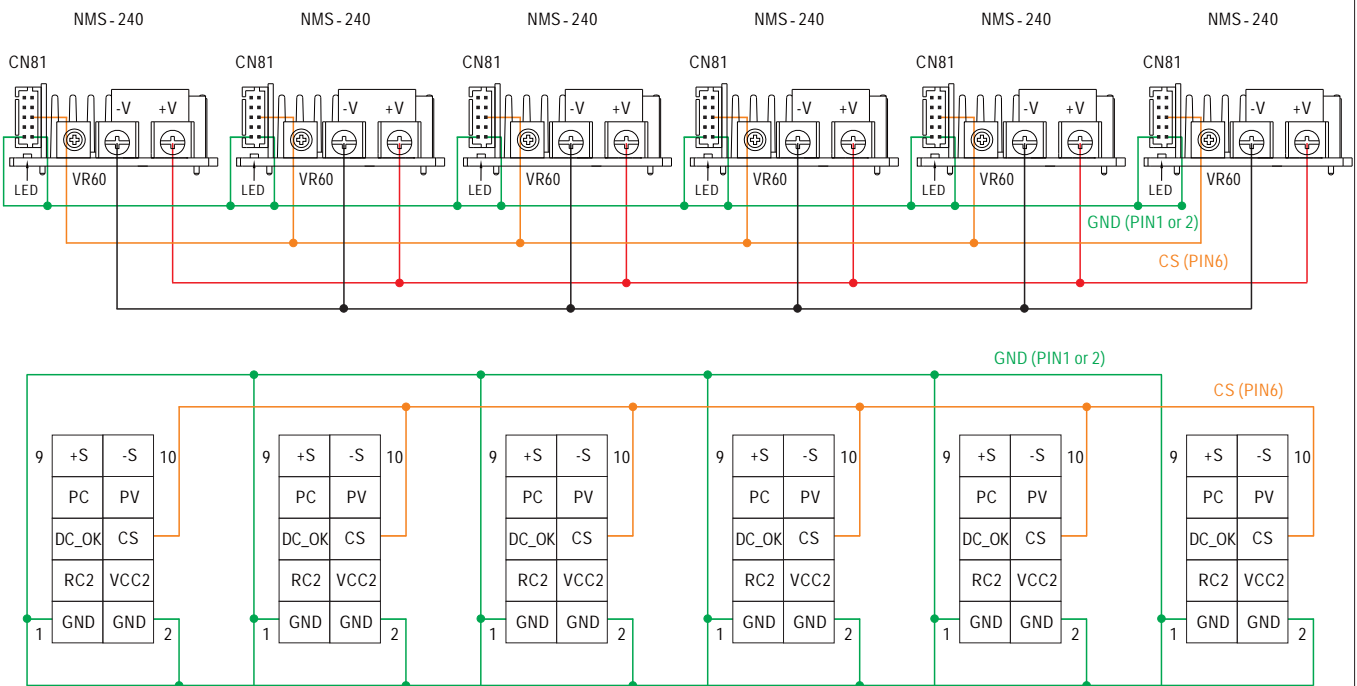 NMS-240 NMS-240 NMS-240 NMS-240 NMS-240 NMS-240
CN81 CN81 CN81 CN81 CN81 CN81
-V +V -V +V -V +V -V +V -V +V -V +V
LED VR60 LED VR60 LED VR60 LED VR60 LED VR60 LED VR60
GND (PIN1 or 2)
CS (PIN6)
GND (PIN1 or 2)
CS (PIN6)
9 +S -S 10 9 +S -S 10 9 +S -S 10 9 +S -S 10 9 +S -S 10 9 +S -S 10
PC PV PC PV PC PV PC PV PC PV PC PV
DC_OK CS DC_OK CS DC_OK CS DC_OK CS DC_OK CS DC_OK CS
RC2 VCC2 RC2 VCC2 RC2 VCC2 RC2 VCC2 RC2 VCC2 RC2 VCC2
1 GND GND 2 1 GND GND 2 1 GND GND 2 1 GND GND 2 1 GND GND 2 1 GND GND 2